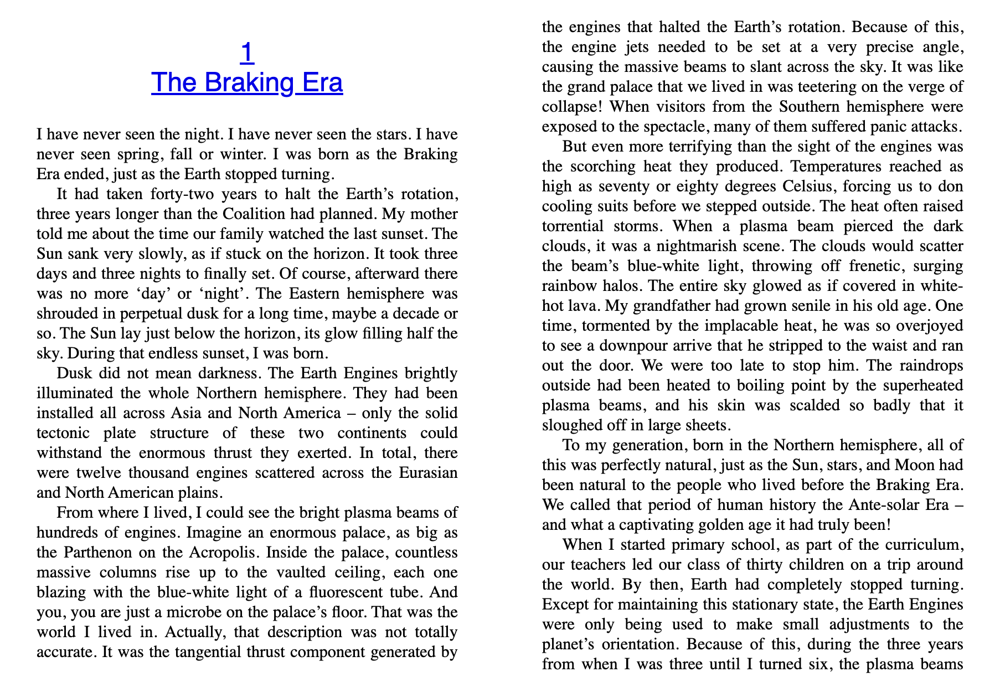 1
The Braking Era
I have never seen the night. I have never seen the stars. I have
never seen spring, fall or winter. I was born as the Braking
Era ended, just as the Earth stopped turning.
It had taken forty-two years to halt the Earth’s rotation,
three years longer than the Coalition had planned. My mother
told me about the time our family watched the last sunset. The
Sun sank very slowly, as if stuck on the horizon. It took three
days and three nights to finally set. Of course, afterward there
was no more ‘day’ or ‘night’. The Eastern hemisphere was
shrouded in perpetual dusk for a long time, maybe a decade or
so. The Sun lay just below the horizon, its glow filling half the
sky. During that endless sunset, I was born.
Dusk did not mean darkness. The Earth Engines brightly
illuminated the whole Northern hemisphere. They had been
installed all across Asia and North America – only the solid
tectonic plate structure of these two continents could
withstand the enormous thrust they exerted. In total, there
were twelve thousand engines scattered across the Eurasian
and North American plains.
From where I lived, I could see the bright plasma beams of
hundreds of engines. Imagine an enormous palace, as big as
the Parthenon on the Acropolis. Inside the palace, countless
massive columns rise up to the vaulted ceiling, each one
blazing with the blue-white light of a fluorescent tube. And
you, you are just a microbe on the palace’s floor. That was the
world I lived in. Actually, that description was not totally
accurate. It was the tangential thrust component generated by
the engines that halted the Earth’s rotation. Because of this,
the engine jets needed to be set at a very precise angle,
causing the massive beams to slant across the sky. It was like
the grand palace that we lived in was teetering on the verge of
collapse! When visitors from the Southern hemisphere were
exposed to the spectacle, many of them suffered panic attacks.
But even more terrifying than the sight of the engines was
the scorching heat they produced. Temperatures reached as
high as seventy or eighty degrees Celsius, forcing us to don
cooling suits before we stepped outside. The heat often raised
torrential storms. When a plasma beam pierced the dark
clouds, it was a nightmarish scene. The clouds would scatter
the beam’s blue-white light, throwing off frenetic, surging
rainbow halos. The entire sky glowed as if covered in white-
hot lava. My grandfather had grown senile in his old age. One
time, tormented by the implacable heat, he was so overjoyed
to see a downpour arrive that he stripped to the waist and ran
out the door. We were too late to stop him. The raindrops
outside had been heated to boiling point by the superheated
plasma beams, and his skin was scalded so badly that it
sloughed off in large sheets.
To my generation, born in the Northern hemisphere, all of
this was perfectly natural, just as the Sun, stars, and Moon had
been natural to the people who lived before the Braking Era.
We called that period of human history the Ante-solar Era –
and what a captivating golden age it had truly been!
When I started primary school, as part of the curriculum,
our teachers led our class of thirty children on a trip around
the world. By then, Earth had completely stopped turning.
Except for maintaining this stationary state, the Earth Engines
were only being used to make small adjustments to the
planet’s orientation. Because of this, during the three years
from when I was three until I turned six, the plasma beams